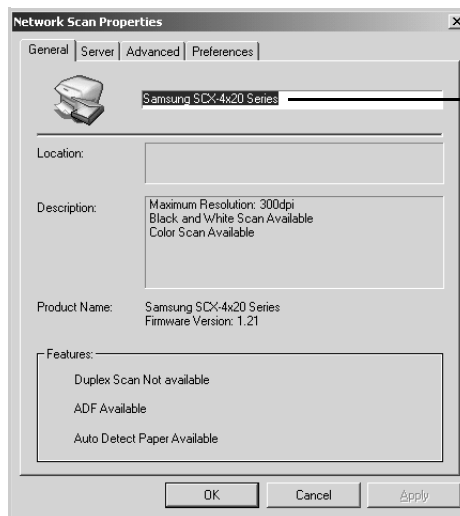 Network Scan Properties
General Server Advanced Preferences
Samsung SCX-4x20 Series
Location:
Description:
Maximum Resolution: 300dpi
Black and White Scan Available
Color Scan Available
Product Name:
Samsung SCX-4x20 Series
Firmware Version: 1.21
Features:
Duplex Scan Not available
ADF Available
Auto Detect Paper Available
OK Cancel Apply